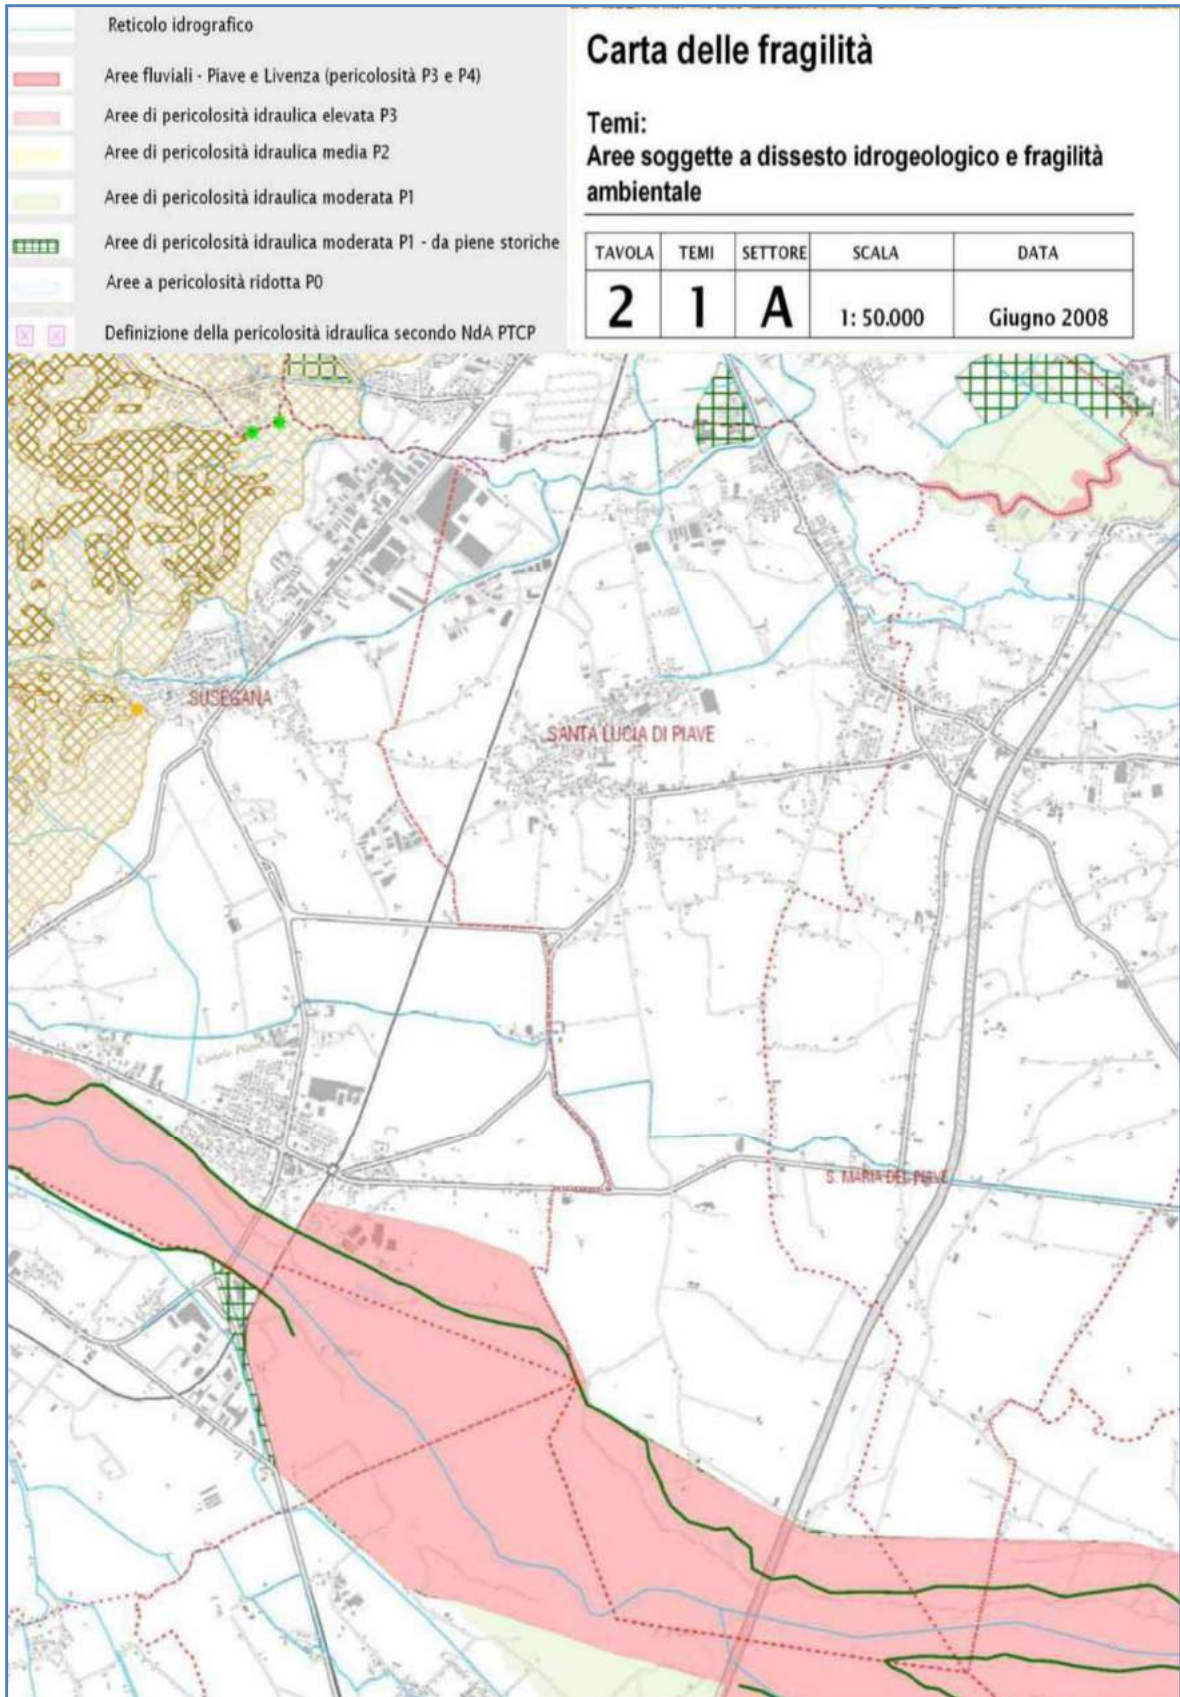 Reticolo idrografico
Aree fluviali - Piave e Livenza (pericolosità P3 e P4)
Aree di pericolosità idraulica elevata P3
Aree di pericolosità idraulica media P2
Aree di pericolosità idraulica moderata P1
Aree di pericolosità idraulica moderata P1 - da piene storiche
Aree a pericolosità ridotta P0
Definizione della pericolosità idraulica secondo NdA PTCP
Carta delle fragilità
Temi:
Aree soggette a dissesto idrogeologico e fragilità
ambientale
TAVOLA TEMI SETTORE SCALA DATA
2 1 A 1: 50.000 Giugno 2008
SUSEGANA
SANTA LUCIA DI PIAVE
S. MARIA DEL PIAVE